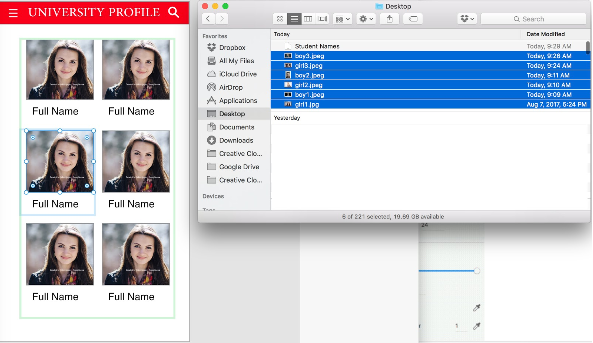 UNIVERSITY PROFILE
Full Name Full Name
Full Name Full Name
Full Name Full Name
Desktop
Search
Favorites
Dropbox
All My Files
iCloud Drive
AirDrop
Applications
Desktop
Documents
Downloads
Creative Clo...
Google Drive
Creative Clo...
Devices
Today Date Modified
Student Names Today, 9:29 AM
boy3.jpeg Today, 9:26 AM
girl3.jpeg Today, 9:24 AM
boy2.jpeg Today, 9:11 AM
girl2.jpeg Today, 9:10 AM
boy1.jpeg Today, 9:09 AM
girl1.jpg Aug 7, 2017, 5:24 PM
Yesterday
6 of 221 selected, 19.69 GB available
1